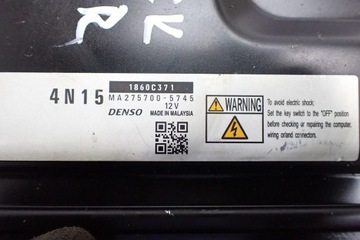 4N15
1860C371
MA275700-5745
12V
DENSO MADE IN MALAYSIA
WARNING
To avoid electric shock;
Set the key switch to the "OFF" position
before checking or repairing the computer,
wiring or and connectors.